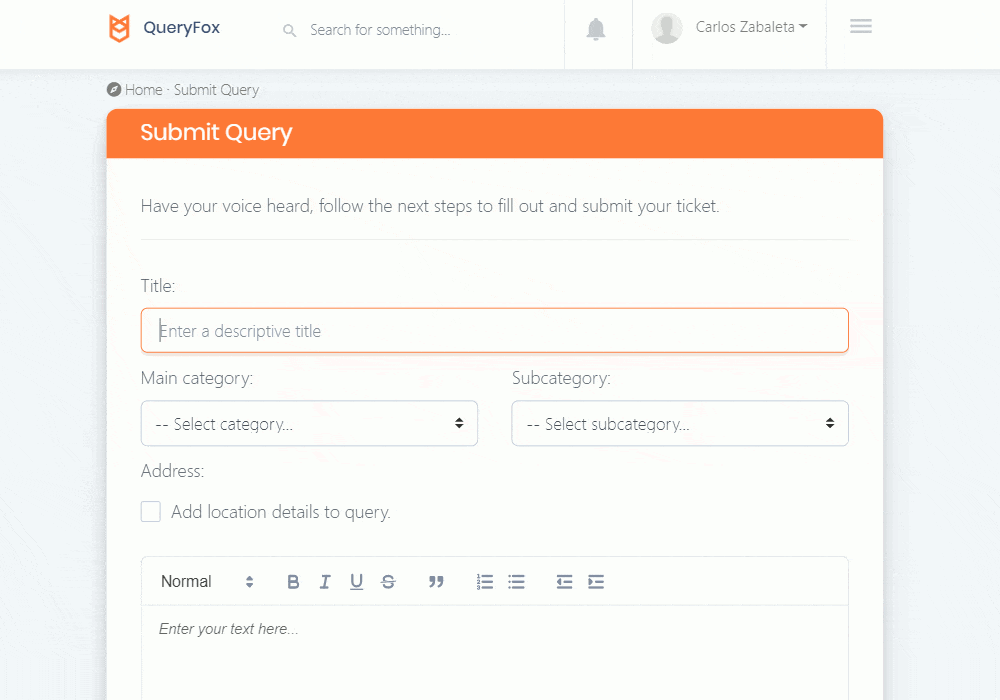 QueryFox
Search for something...
Carlos Zabaleta
Home · Submit Query
Submit Query
Have your voice heard, follow the next steps to fill out and submit your ticket.
Title:
Enter a descriptive title
Main category:
Subcategory:
-- Select category...
-- Select subcategory...
Address:
Add location details to query.
Normal B I U S
Enter your text here...